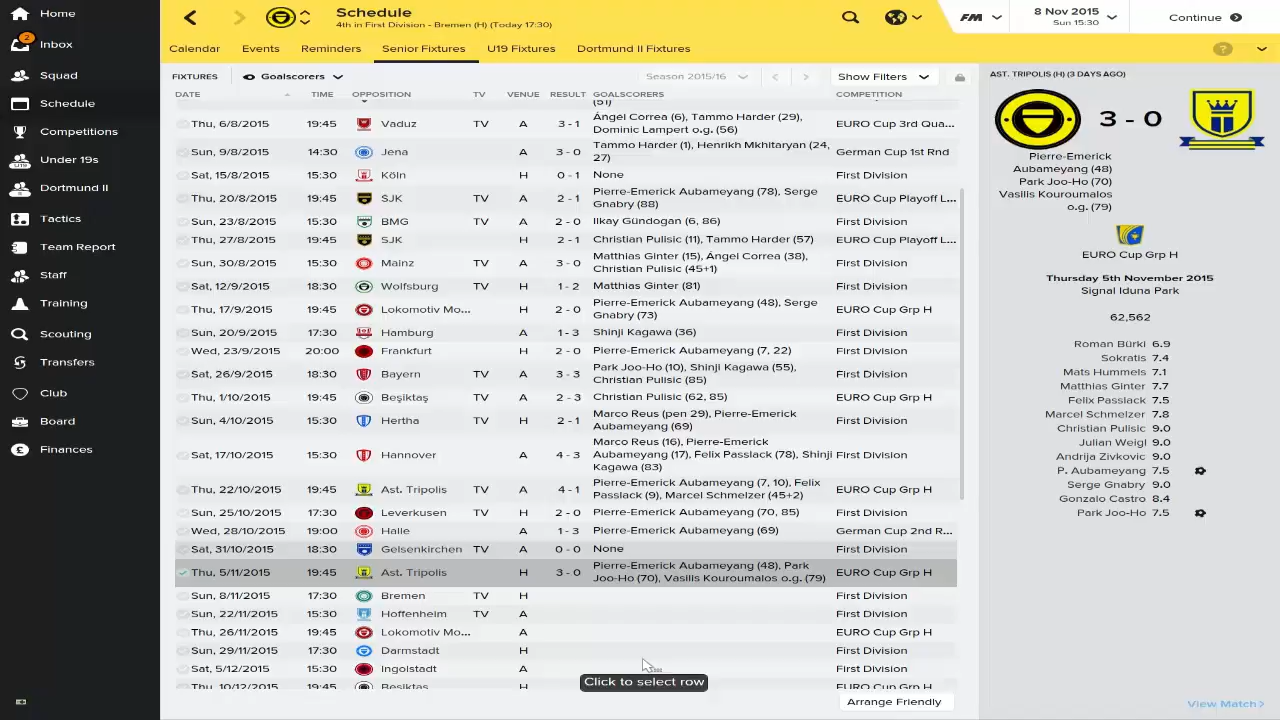 Home
2
Inbox
Squad
Schedule
Competitions
Under 19s
Dortmund II
Tactics
Team Report
Staff
Training
Scouting
Transfers
Club
Board
Finances
Schedule
4th in First Division - Bremen (H) (Today 17:30)
FM
8 Nov 2015
Sun 15:30
Continue
Calendar
Events
Reminders
Senior Fixtures
U19 Fixtures
Dortmund II Fixtures
?
FIXTURES
Goalscorers
Season 2015/16
Show Filters
DATE TIME OPPOSITION TV VENUE RESULT GOALSCORERS COMPETITION
(51)
Thu, 6/8/2015 19:45 Vaduz TV A 3 - 1 Ángel Correa (6), Tammo Harder (29), EURO Cup 3rd Qua...
Dominic Lampert o.g. (56)
Sun, 9/8/2015 14:30 Jena A 3 - 0 Tammo Harder (1), Henrikh Mkhitaryan (24, German Cup 1st Rnd
27)
Sat, 15/8/2015 15:30 Köln H 0 - 1 None First Division
Thu, 20/8/2015 19:45 SJK TV A 2 - 1 Pierre-Emerick Aubameyang (78), Serge EURO Cup Playoff L...
Gnabry (88)
Sun, 23/8/2015 15:30 BMG TV A 2 - 0 Ilkay Gündogan (6, 86) First Division
Thu, 27/8/2015 19:45 SJK H 2 - 1 Christian Pulisic (11), Tammo Harder (57) EURO Cup Playoff L...
Sun, 30/8/2015 15:30 Mainz TV A 3 - 0 Matthias Ginter (15), Ángel Correa (38), First Division
Christian Pulisic (45+1)
Sat, 12/9/2015 18:30 Wolfsburg TV H 1 - 2 Matthias Ginter (81) First Division
Thu, 17/9/2015 19:45 Lokomotiv Mo... H 2 - 0 Pierre-Emerick Aubameyang (48), Serge EURO Cup Grp H
Gnabry (73)
Sun, 20/9/2015 17:30 Hamburg A 1 - 3 Shinji Kagawa (36) First Division
Wed, 23/9/2015 20:00 Frankfurt H 2 - 0 Pierre-Emerick Aubameyang (7, 22) First Division
Sat, 26/9/2015 18:30 Bayern TV A 3 - 3 Park Joo-Ho (10), Shinji Kagawa (55), First Division
Christian Pulisic (85)
Thu, 1/10/2015 19:45 Beşiktaş TV A 2 - 3 Christian Pulisic (62, 85) EURO Cup Grp H
Sun, 4/10/2015 15:30 Hertha TV H 2 - 1 Marco Reus (pen 29), Pierre-Emerick First Division
Aubameyang (69)
Sat, 17/10/2015 15:30 Hannover A 4 - 3 Marco Reus (16), Pierre-Emerick First Division
Aubameyang (17), Felix Passlack (78), Shinji
Kagawa (83)
Thu, 22/10/2015 19:45 Ast. Tripolis TV A 4 - 1 Pierre-Emerick Aubameyang (7, 10), Felix EURO Cup Grp H
Passlack (9), Marcel Schmelzer (45+2)
Sun, 25/10/2015 17:30 Leverkusen TV H 2 - 0 Pierre-Emerick Aubameyang (70, 85) First Division
Wed, 28/10/2015 19:00 Halle A 1 - 3 Pierre-Emerick Aubameyang (69) German Cup 2nd R...
Sat, 31/10/2015 18:30 Gelsenkirchen TV A 0 - 0 None First Division
Thu, 5/11/2015 19:45 Ast. Tripolis H 3 - 0 Pierre-Emerick Aubameyang (48), Park EURO Cup Grp H
Joo-Ho (70), Vasilis Kouroumalos o.g. (79)
Sun, 8/11/2015 17:30 Bremen TV H First Division
Sun, 22/11/2015 15:30 Hoffenheim TV A First Division
Thu, 26/11/2015 19:45 Lokomotiv Mo... A EURO Cup Grp H
Sun, 29/11/2015 17:30 Darmstadt H First Division
Sat, 5/12/2015 15:30 Ingolstadt A First Division
Thu, 10/12/2015 19:45 Beşiktaş H EURO Cup Grp H
Click to select row
Arrange Friendly
AST. TRIPOLIS (H) (3 DAYS AGO)
3 - 0
Pierre-Emerick
Aubameyang (48)
Park Joo-Ho (70)
Vasilis Kouroumalos
o.g. (79)
EURO Cup Grp H
Thursday 5th November 2015
Signal Iduna Park
62,562
Roman Bürki 6.9
Sokratis 7.4
Mats Hummels 7.1
Matthias Ginter 7.7
Felix Passlack 7.5
Marcel Schmelzer 7.8
Christian Pulisic 9.0
Julian Weigl 9.0
Andrija Zivkovic 9.0
P. Aubameyang 7.5
Serge Gnabry 9.0
Gonzalo Castro 8.4
Park Joo-Ho 7.5
View Match>